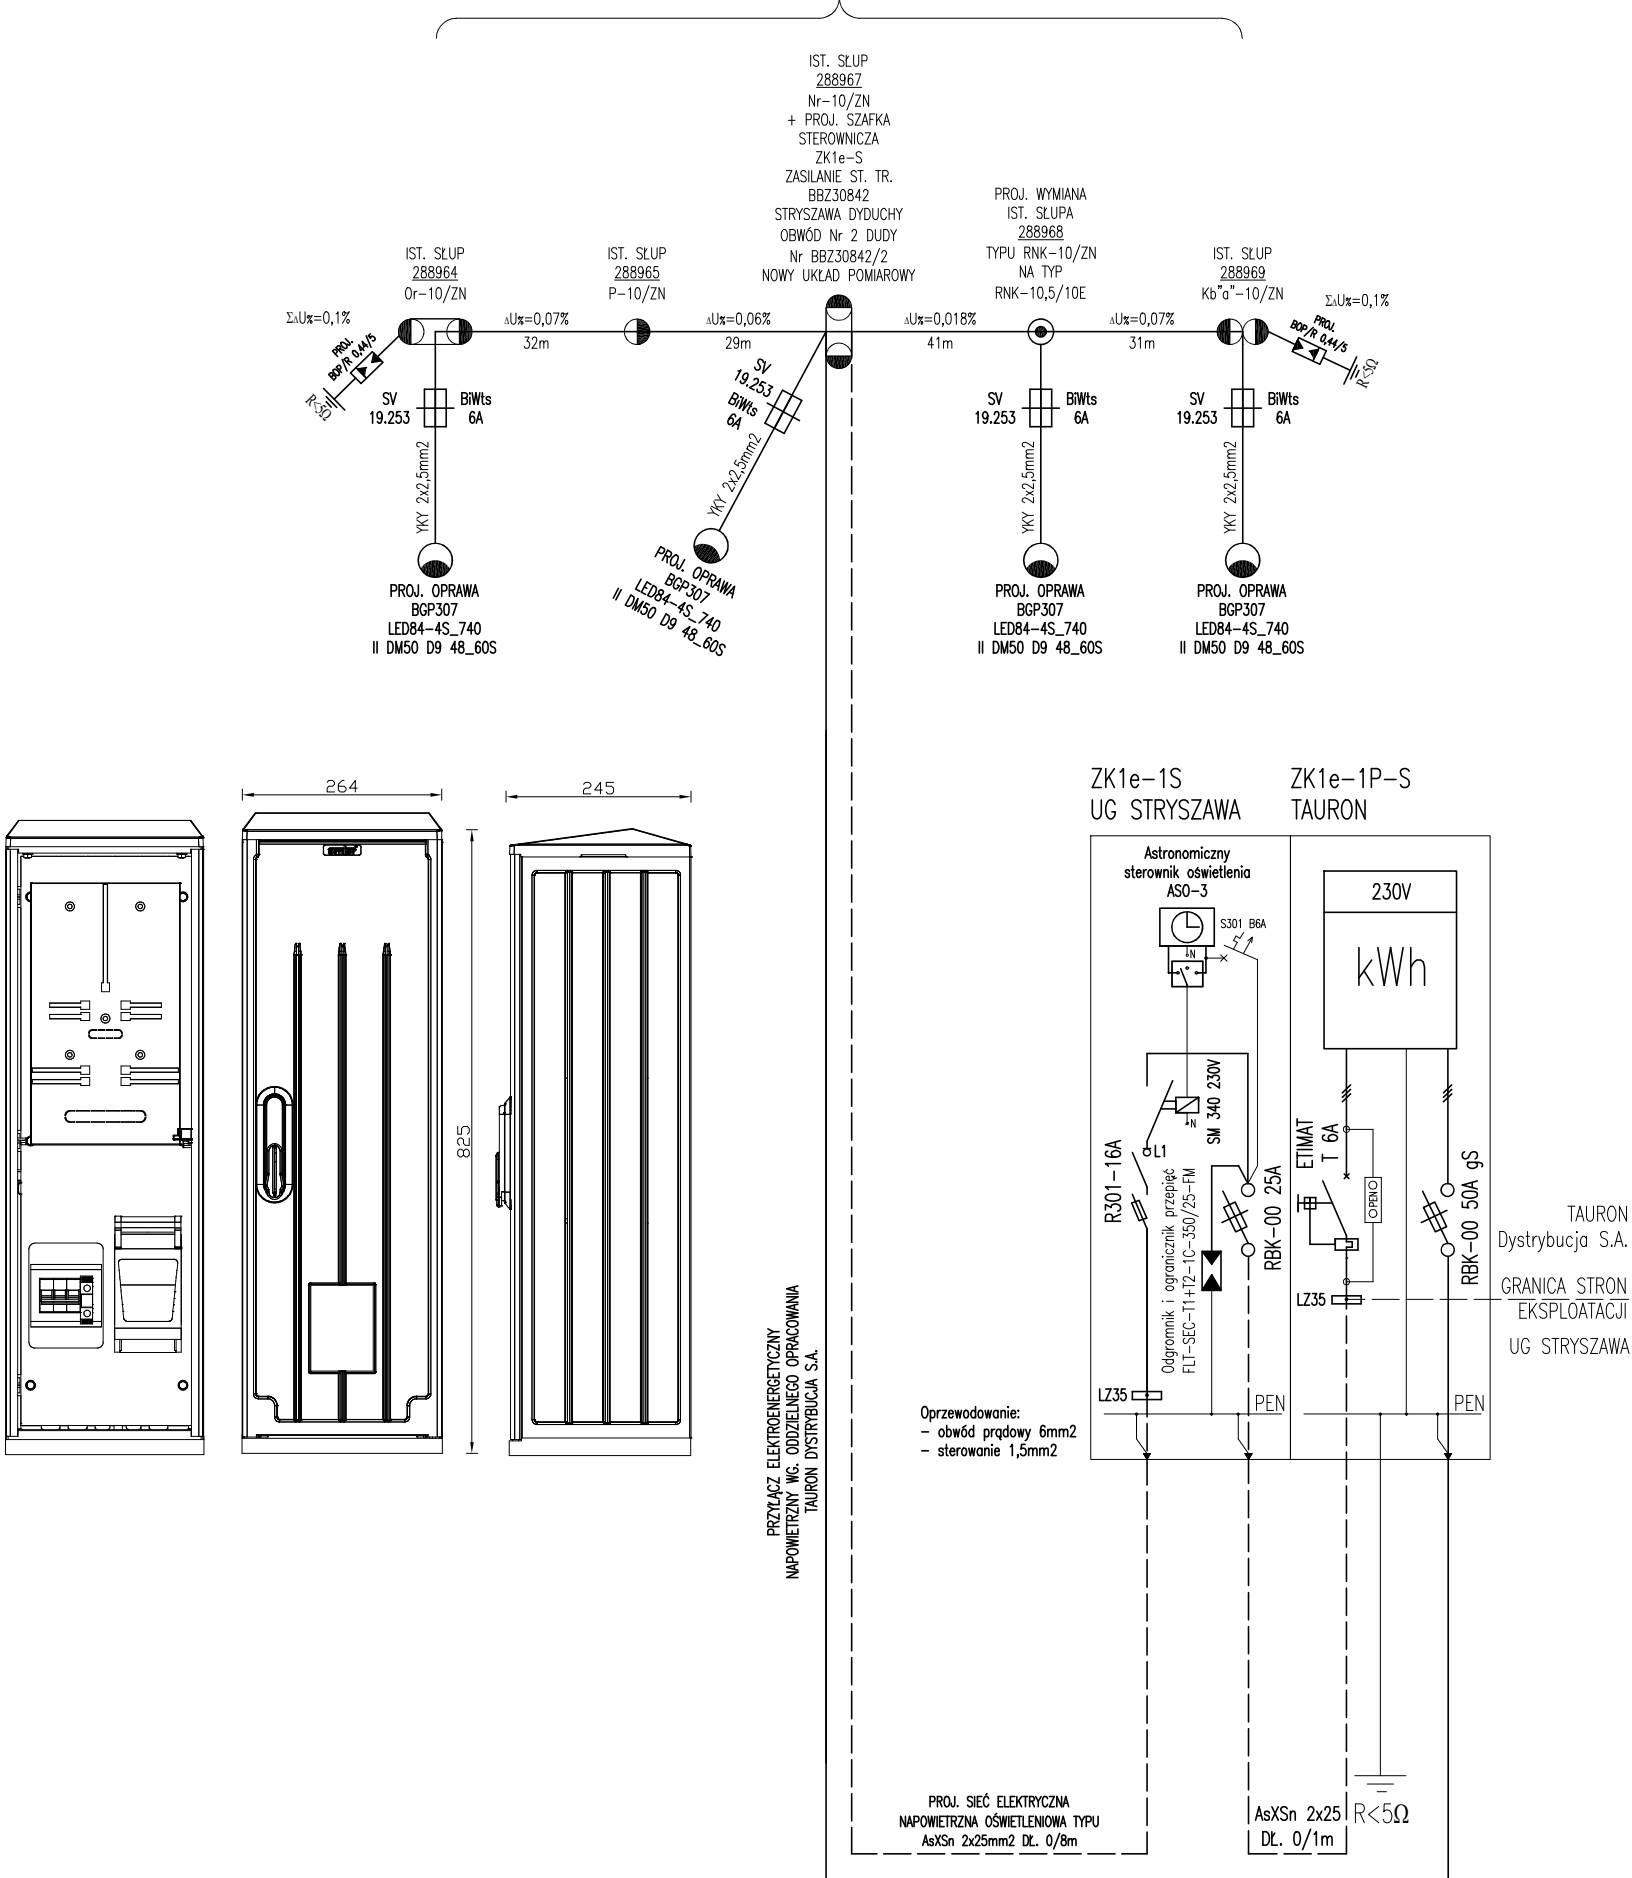 IST. SŁUP
288967
Nr-10/ZN
+ PROJ. SZAFKA
STEROWNICZA
ZK1e-S
ZASILANIE ST. TR.
BBZ30842
STRYSZAWA DYDUCHY
OBWÓD Nr 2 DUDY
Nr BBZ30842/2
NOWY UKŁAD POMIAROWY
IST. SŁUP
288964
Or-10/ZN
IST. SŁUP
288965
P-10/ZN
PROJ. WYMIANA
IST. SŁUPA
288968
TYPU RNK-10/ZN
NA TYP
RNK-10,5/10E
IST. SŁUP
288969
Kb"a"-10/ZN
Σ∆U%=0,1%
∆U%=0,07%
32m
∆U%=0,06%
29m
∆U%=0,018%
41m
∆U%=0,07%
31m
Σ∆U%=0,1%
PROJ.
BOP/R 0,44/5
R<5Ω
PROJ.
BOP/R 0,44/5
R<5Ω
SV
19.253
BiWts
6A
YKY 2x2,5mm2
PROJ. OPRAWA
BGP307
LED84-4S_740
II DM50 D9 48_60S
SV
19.253
BiWts
6A
YKY 2x2,5mm2
PROJ. OPRAWA
BGP307
LED84-4S_740
II DM50 D9 48_60S
SV
19.253
BiWts
6A
YKY 2x2,5mm2
PROJ. OPRAWA
BGP307
LED84-4S_740
II DM50 D9 48_60S
SV
19.253
BiWts
6A
YKY 2x2,5mm2
PROJ. OPRAWA
BGP307
LED84-4S_740
II DM50 D9 48_60S
264
245
825
PRZYŁĄCZ ELEKTROENERGETYCZNY
NAPOWIETRZNY WG. ODDZIELNEGO OPRACOWANIA
TAURON DYSTRYBUCJA S.A.
ZK1e-1S
UG STRYSZAWA
ZK1e-1P-S
TAURON
Astronomiczny
sterownik oświetlenia
ASO-3
S301 B6A
N
230V
kWh
SM 340 230V
N
L1
R301-16A
Odgromnik i ogranicznik przepięć
FLT-SEC-T1+T2-1C-350/25-FM
RBK-00 25A
ETIMAT
T 6A
OPENO
RBK-00 50A gS
LZ35
LZ35
PEN
PEN
TAURON
Dystrybucja S.A.
GRANICA STRON
EKSPLOATACJI
UG STRYSZAWA
Oprzewodowanie:
- obwód prądowy 6mm2
- sterowanie 1,5mm2
PROJ. SIEĆ ELEKTRYCZNA
NAPOWIETRZNA OŚWIETLENIOWA TYPU
AsXSn 2x25mm2 DŁ. 0/8m
AsXSn 2x25
DŁ. 0/1m
R<5Ω